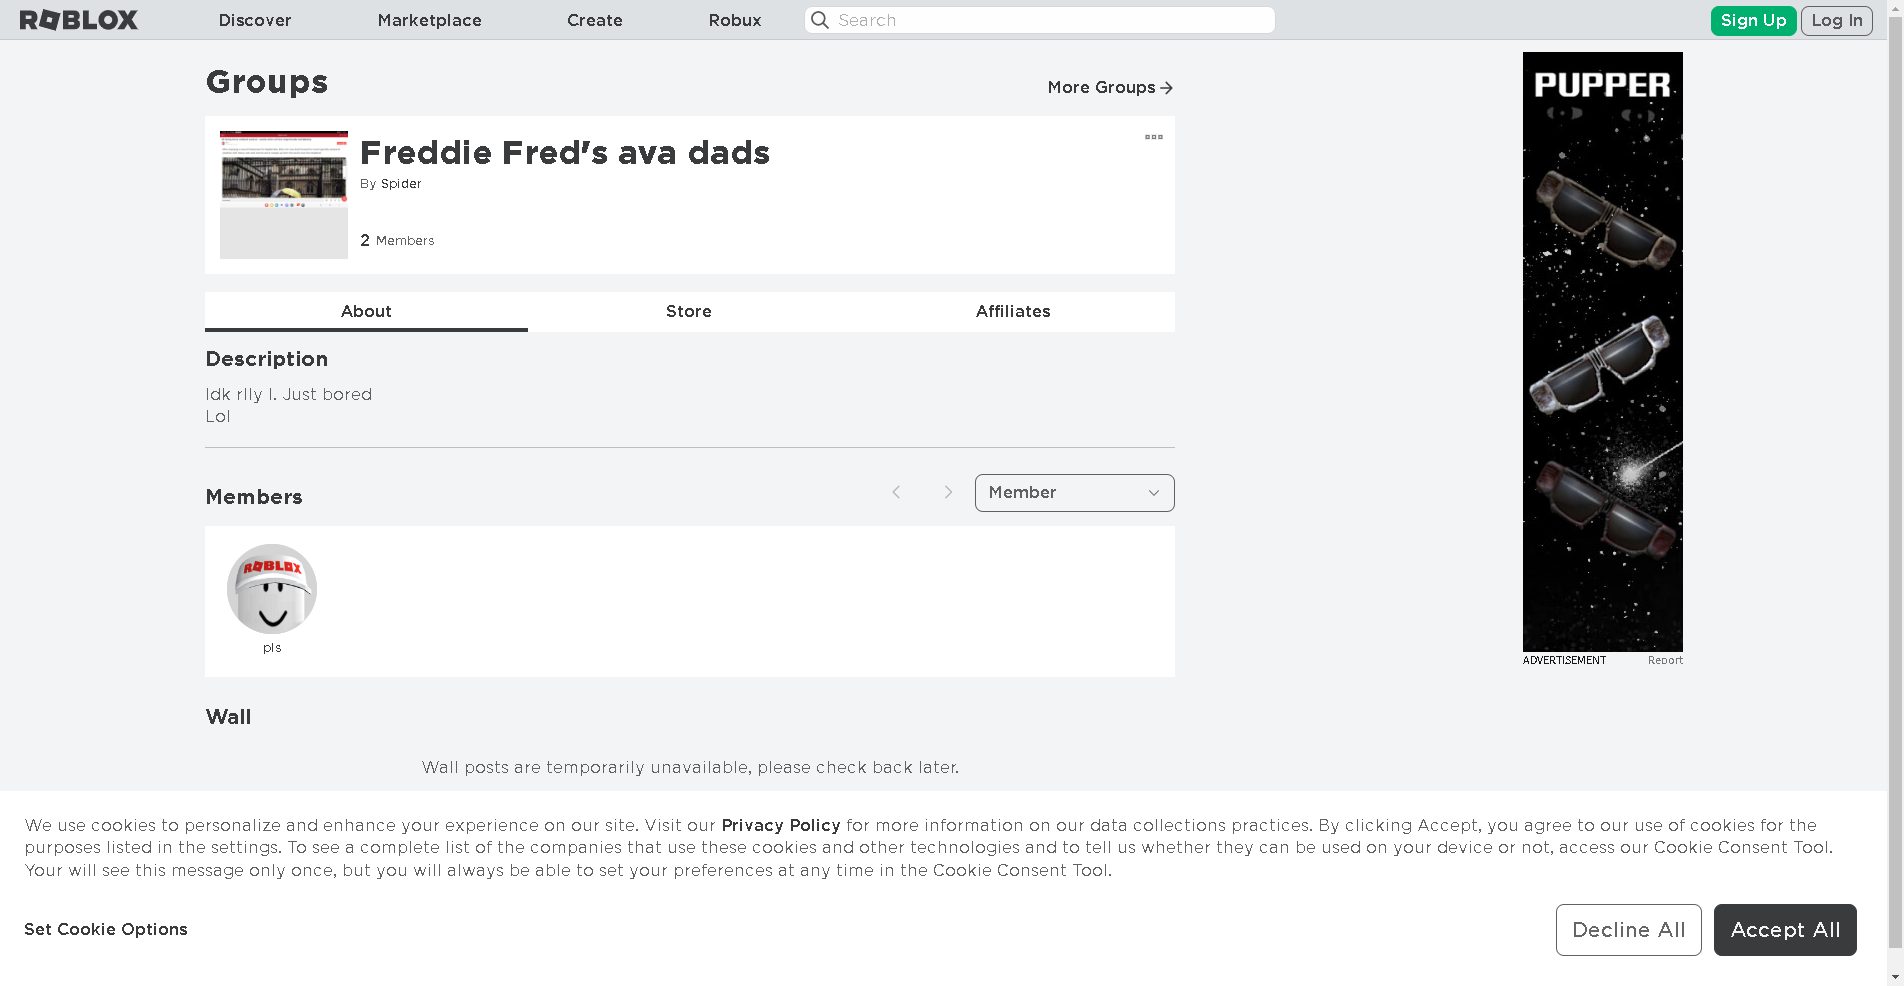 ROBLOX
Discover
Marketplace
Create
Robux
Search
Sign Up
Log In
Groups
More Groups
Freddie Fred's ava dads
By Spider
2 Members
About
Store
Affiliates
Description
Idk rlly I. Just bored
Lol
Members
Member
ROBLOX
pls
Wall
Wall posts are temporarily unavailable, please check back later.
PUPPER
ADVERTISEMENT
Report
We use cookies to personalize and enhance your experience on our site. Visit our Privacy Policy for more information on our data collections practices. By clicking Accept, you agree to our use of cookies for the
purposes listed in the settings. To see a complete list of the companies that use these cookies and other technologies and to tell us whether they can be used on your device or not, access our Cookie Consent Tool.
Your will see this message only once, but you will always be able to set your preferences at any time in the Cookie Consent Tool.
Set Cookie Options
Decline All
Accept All